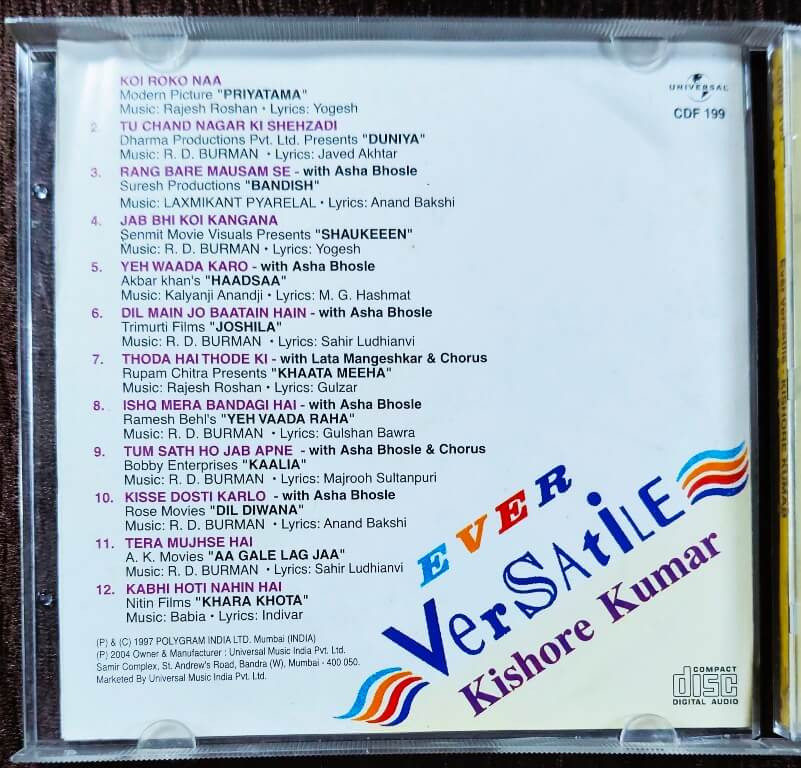 KOI ROKO NAA
Modern Picture "PRIYATAMA"
Music: Rajesh Roshan • Lyrics: Yogesh
2. TU CHAND NAGAR KI SHEHZADI
Dharma Productions Pvt. Ltd. Presents "DUNIYA"
Music: R. D. BURMAN • Lyrics: Javed Akhtar
3. RANG BARE MAUSAM SE - with Asha Bhosle
Suresh Productions "BANDISH"
Music: LAXMIKANT PYARELAL • Lyrics: Anand Bakshi
4. JAB BHI KOI KANGANA
Senmit Movie Visuals Presents "SHAUKEEEN"
Music: R. D. BURMAN • Lyrics: Yogesh
5. YEH WAADA KARO - with Asha Bhosle
Akbar khan's "HAADSAA"
Music: Kalyanji Anandji • Lyrics: M. G. Hashmat
6. DIL MAIN JO BAATAIN HAIN - with Asha Bhosle
Trimurti Films "JOSHILA"
Music: R. D. BURMAN • Lyrics: Sahir Ludhianvi
7. THODA HAI THODE KI - with Lata Mangeshkar & Chorus
Rupam Chitra Presents "KHAATA MEEHA"
Music: Rajesh Roshan • Lyrics: Gulzar
8. ISHQ MERA BANDAGI HAI - with Asha Bhosle
Ramesh Behl's "YEH VAADA RAHA"
Music: R. D. BURMAN • Lyrics: Gulshan Bawra
9. TUM SATH HO JAB APNE - with Asha Bhosle & Chorus
Bobby Enterprises "KAALIA"
Music: R. D. BURMAN • Lyrics: Majrooh Sultanpuri
10. KISSE DOSTI KARLO - with Asha Bhosle
Rose Movies "DIL DIWANA"
Music: R. D. BURMAN • Lyrics: Anand Bakshi
11. TERA MUJHSE HAI
A. K. Movies "AA GALE LAG JAA"
Music: R. D. BURMAN • Lyrics: Sahir Ludhianvi
12. KABHI HOTI NAHIN HAI
Nitin Films "KHARA KHOTA"
Music: Babia • Lyrics: Indivar
(P) & (C) 1997 POLYGRAM INDIA LTD. Mumbai (INDIA)
(P) 2004 Owner & Manufacturer : Universal Music India Pvt. Ltd.
Samir Complex, St. Andrew's Road, Bandra (W), Mumbai - 400 050.
Marketed By Universal Music India Pvt. Ltd.
UNIVERSAL
CDF 199
EVER
VerSAtiLE
Kishore Kumar
COMPACT
disc
DIGITAL AUDIO
Ever Versatile - KISHORE KUMAR